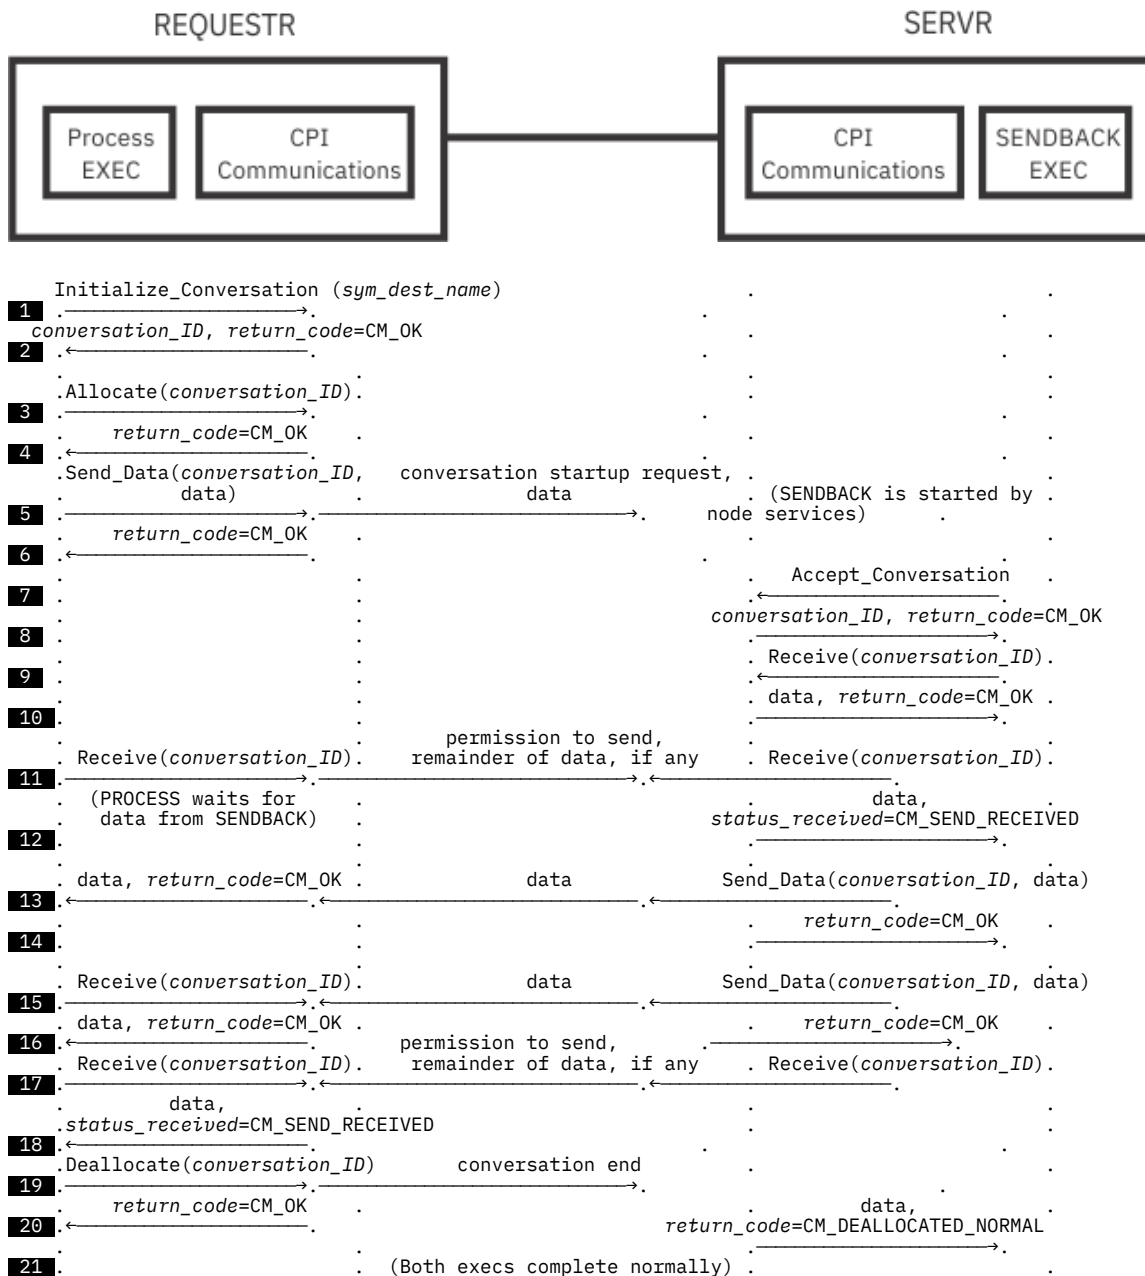 REQUESTR SERVR
Process CPI CPI SENDBACK
EXEC Communications Communications EXEC
Initialize_Conversation (sym_dest_name)
1
conversation_ID, return_code=CM_OK
2
Allocate(conversation_ID)
3
return_code=CM_OK
4
Send_Data(conversation_ID, conversation startup request,
data) data (SENDBACK is started by
5 node services)
return_code=CM_OK
6
Accept_Conversation
7
conversation_ID, return_code=CM_OK
8
Receive(conversation_ID)
9
data, return_code=CM_OK
10
permission to send,
Receive(conversation_ID) remainder of data, if any Receive(conversation_ID)
11
(PROCESS waits for data,
data from SENDBACK) status_received=CM_SEND_RECEIVED
12
data, return_code=CM_OK data Send_Data(conversation_ID, data)
13
return_code=CM_OK
14
Receive(conversation_ID) data Send_Data(conversation_ID, data)
15
data, return_code=CM_OK return_code=CM_OK
16 permission to send,
Receive(conversation_ID) remainder of data, if any Receive(conversation_ID)
17
data,
status_received=CM_SEND_RECEIVED
18
Deallocate(conversation_ID) conversation end
19
return_code=CM_OK data,
20 return_code=CM_DEALLOCATED_NORMAL
21 (Both execs complete normally)